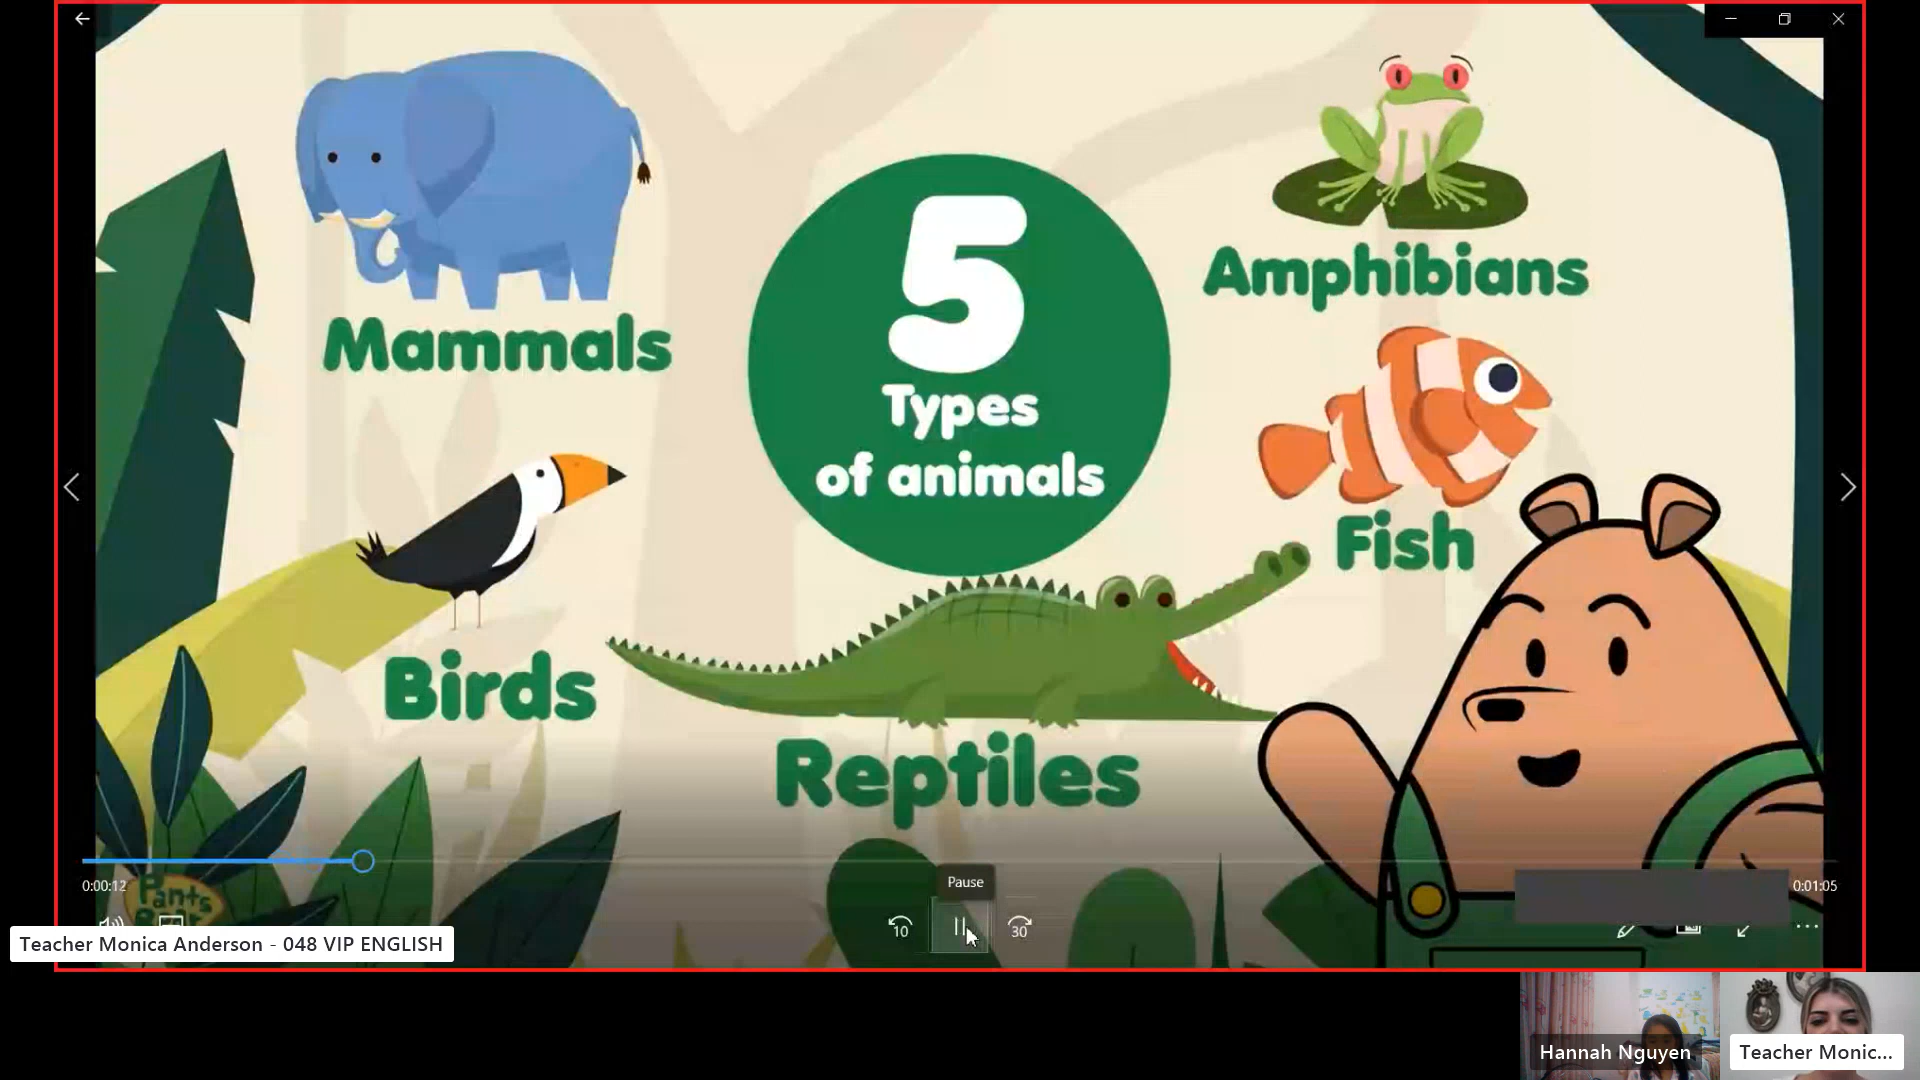 Mammals
5
Types
of animals
Amphibians
Fish
Birds
Reptiles
Pants
0:00:12
Pause
0:01:05
10
30
Teacher Monica Anderson - 048 VIP ENGLISH
Hannah Nguyen
Teacher Monic...